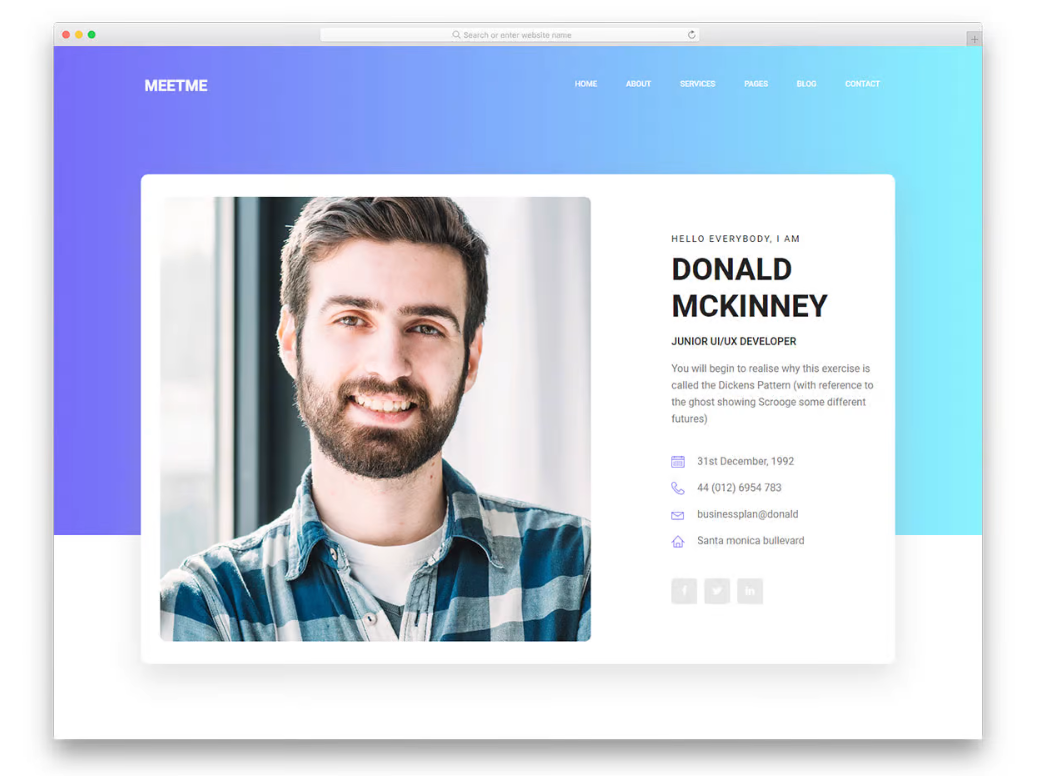 Search or enter website name
MEETME
HOME ABOUT SERVICES PAGES BLOG CONTACT
HELLO EVERYBODY, I AM
DONALD
MCKINNEY
JUNIOR UI/UX DEVELOPER
You will begin to realise why this exercise is
called the Dickens Pattern (with reference to
the ghost showing Scrooge some different
futures)
31st December, 1992
44 (012) 6954 783
businessplan@donald
Santa monica bullevard